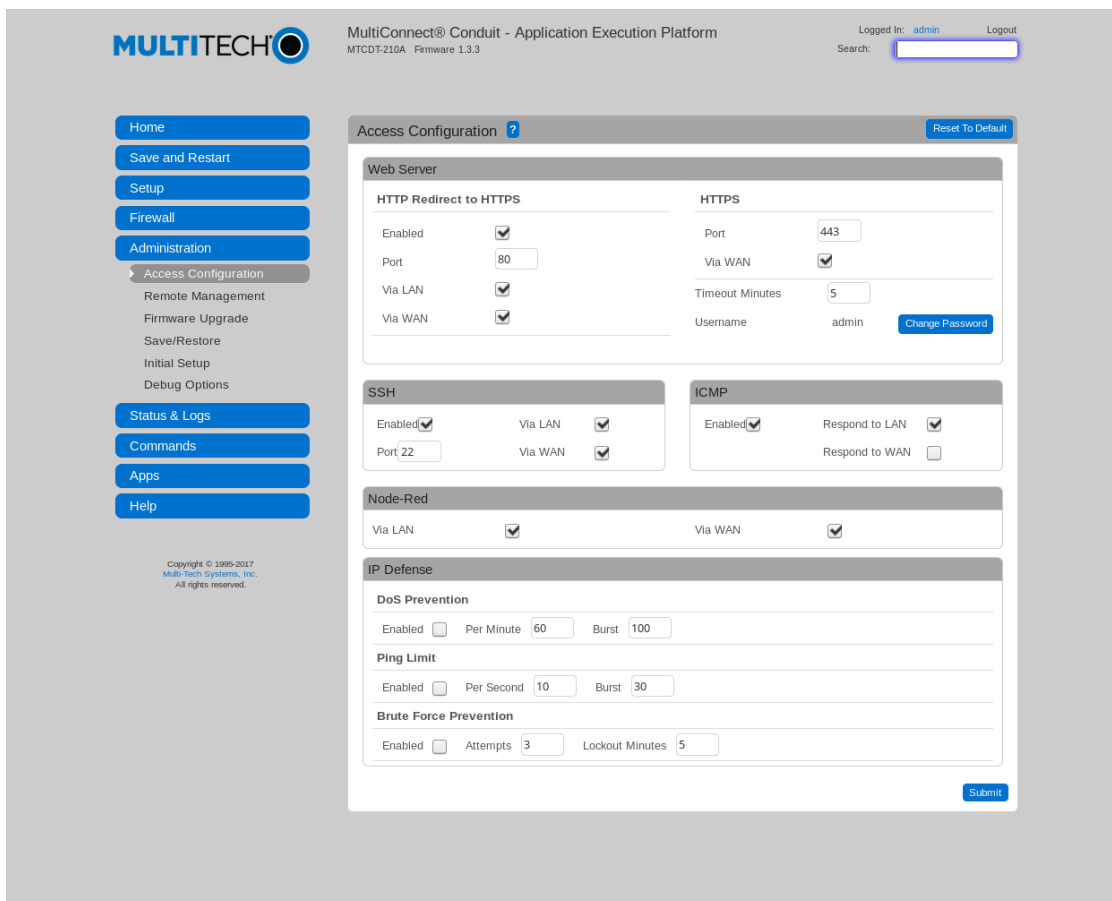 MULTITECH
MultiConnect® Conduit - Application Execution Platform
MTCDT-210A Firmware 1.3.3
Logged In: admin Logout
Search:
Home
Save and Restart
Setup
Firewall
Administration
Access Configuration
Remote Management
Firmware Upgrade
Save/Restore
Initial Setup
Debug Options
Status & Logs
Commands
Apps
Help
Copyright © 1995-2017
Multi-Tech Systems, Inc.
All rights reserved.
Access Configuration ? Reset To Default
Web Server
HTTP Redirect to HTTPS
Enabled
Port 80
Via LAN
Via WAN
HTTPS
Port 443
Via WAN
Timeout Minutes 5
Username admin Change Password
SSH
Enabled Via LAN
Port 22 Via WAN
ICMP
Enabled Respond to LAN
Respond to WAN
Node-Red
Via LAN Via WAN
IP Defense
DoS Prevention
Enabled Per Minute 60 Burst 100
Ping Limit
Enabled Per Second 10 Burst 30
Brute Force Prevention
Enabled Attempts 3 Lockout Minutes 5
Submit